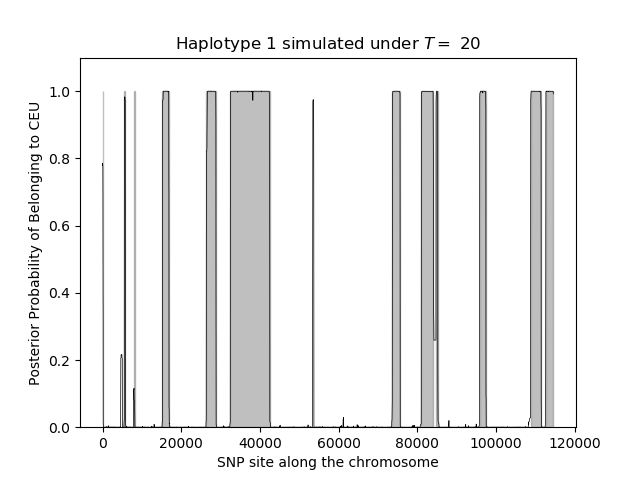 Haplotype 1 simulated under T = 20
Posterior Probability of Belonging to CEU
1.0
0.8
0.6
0.4
0.2
0.0
0 20000 40000 60000 80000 100000 120000
SNP site along the chromosome